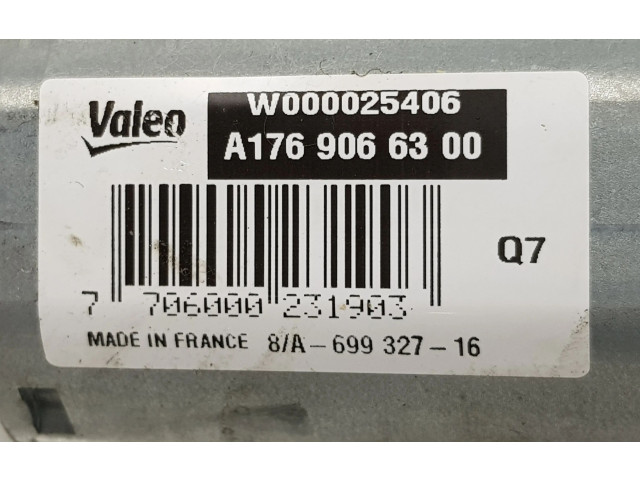 Valeo
W000025406
A176 906 63 00
Q7
7 706000 231903
MADE IN FRANCE 8/A-699 327-16